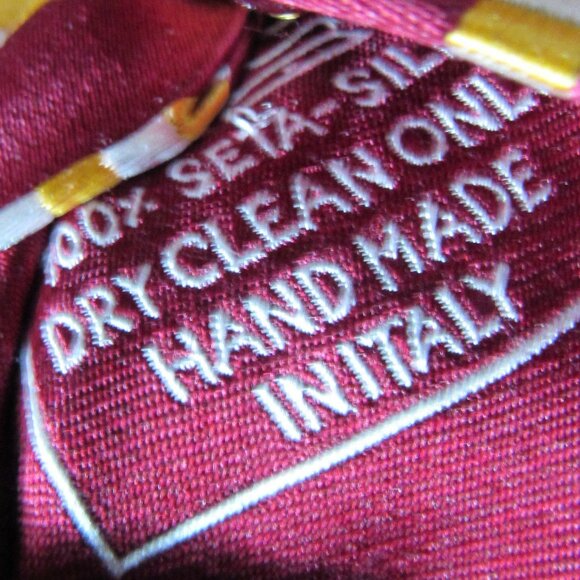 00% SETA-SIL
DRY CLEAN ONL
HAND MADE
IN ITALY